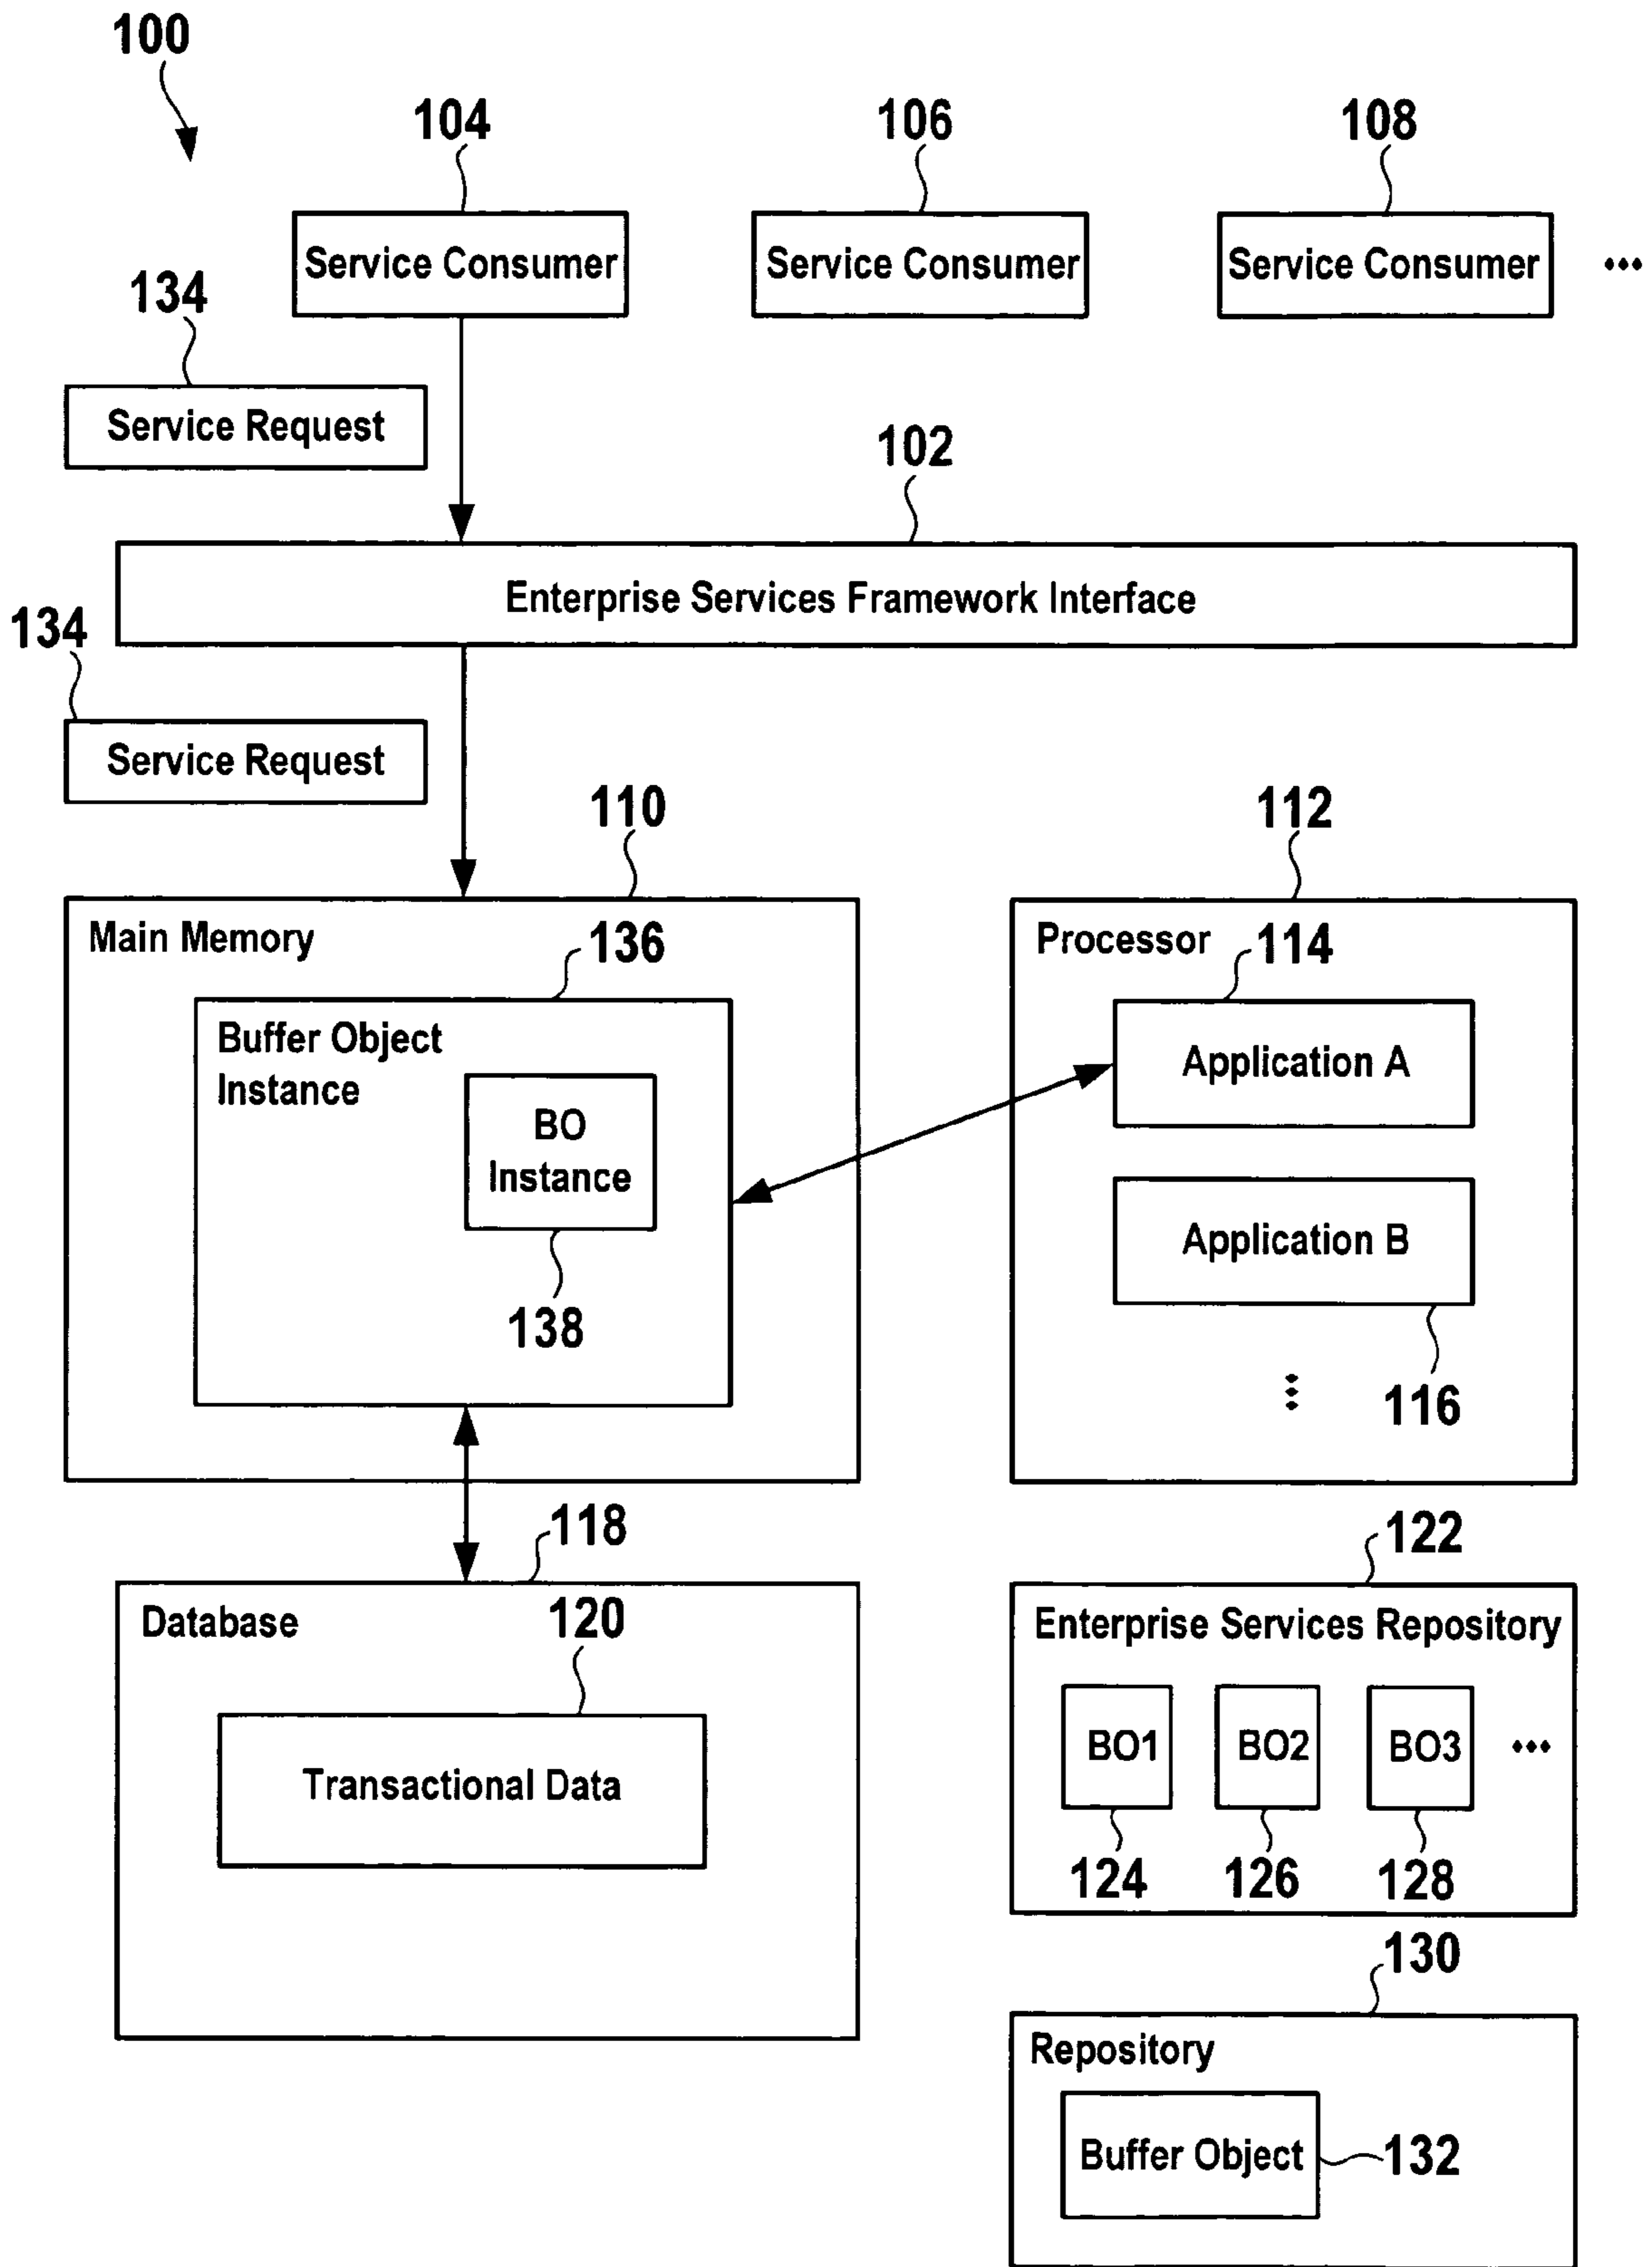 100
104
106
108
Service Consumer
Service Consumer
Service Consumer
...
134
Service Request
102
Enterprise Services Framework Interface
134
Service Request
110
112
Main Memory
136
Processor
114
Buffer Object
Instance
Application A
BO
Instance
138
Application B
...
116
118
122
Database
120
Enterprise Services Repository
Transactional Data
BO1
BO2
BO3
...
124
126
128
130
Repository
Buffer Object
132